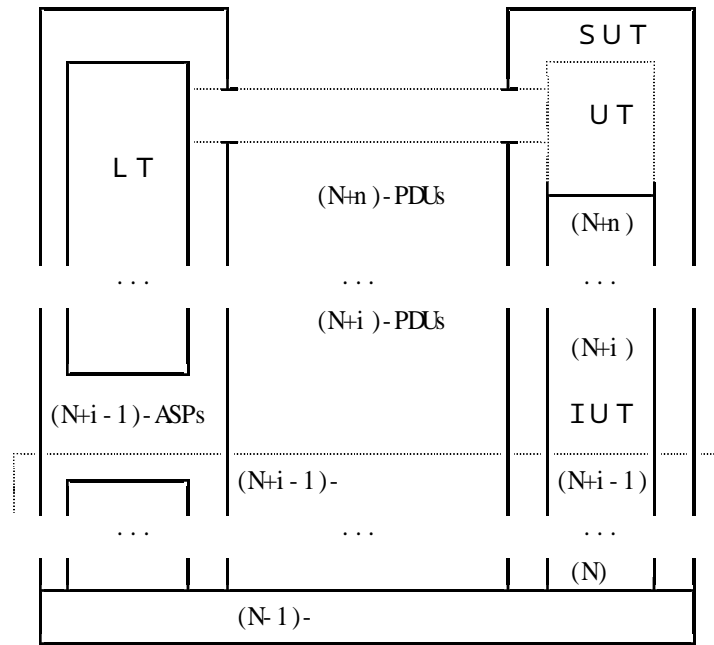 SUT
UT
LT
(N+n)-PDUs
(N+n)
... ... ...
(N+i)-PDUs
(N+i)
(N+i-1)-ASPs
IUT
(N+i-1)-
(N+i-1)
... ... ...
(N)
(N-1)-